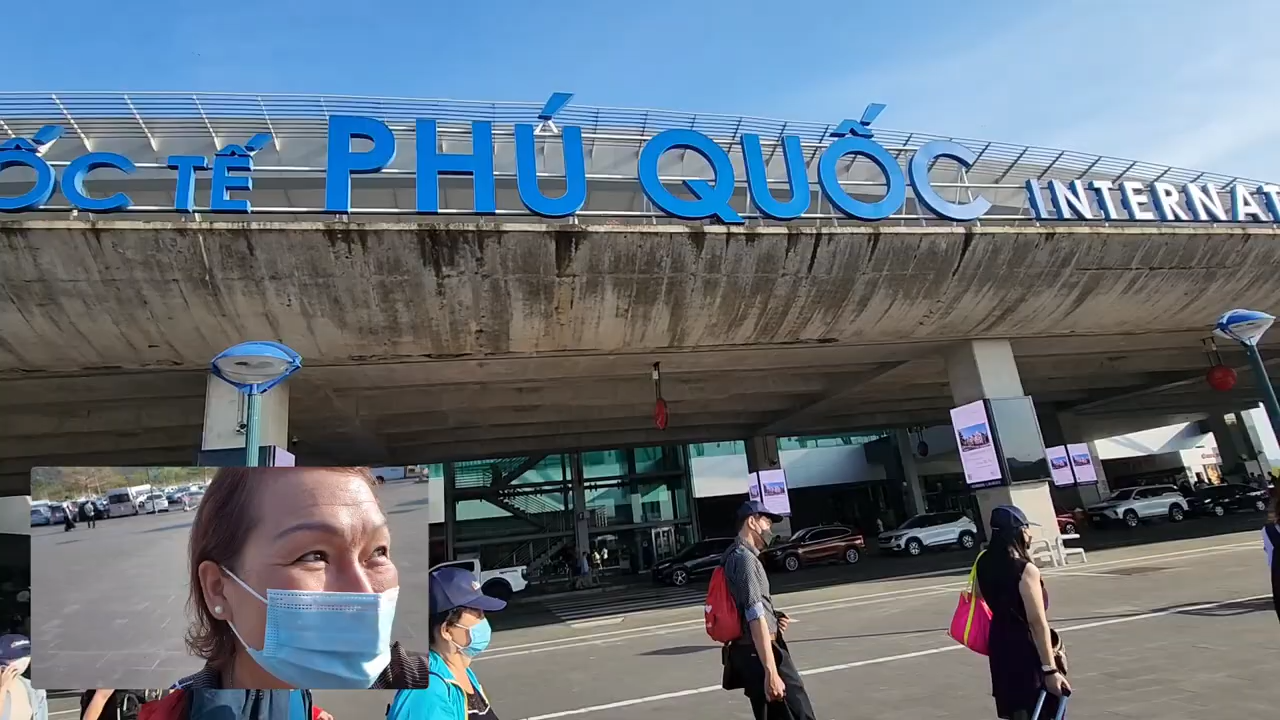 ỐC TẾ PHÚ QUỐC INTERNAT